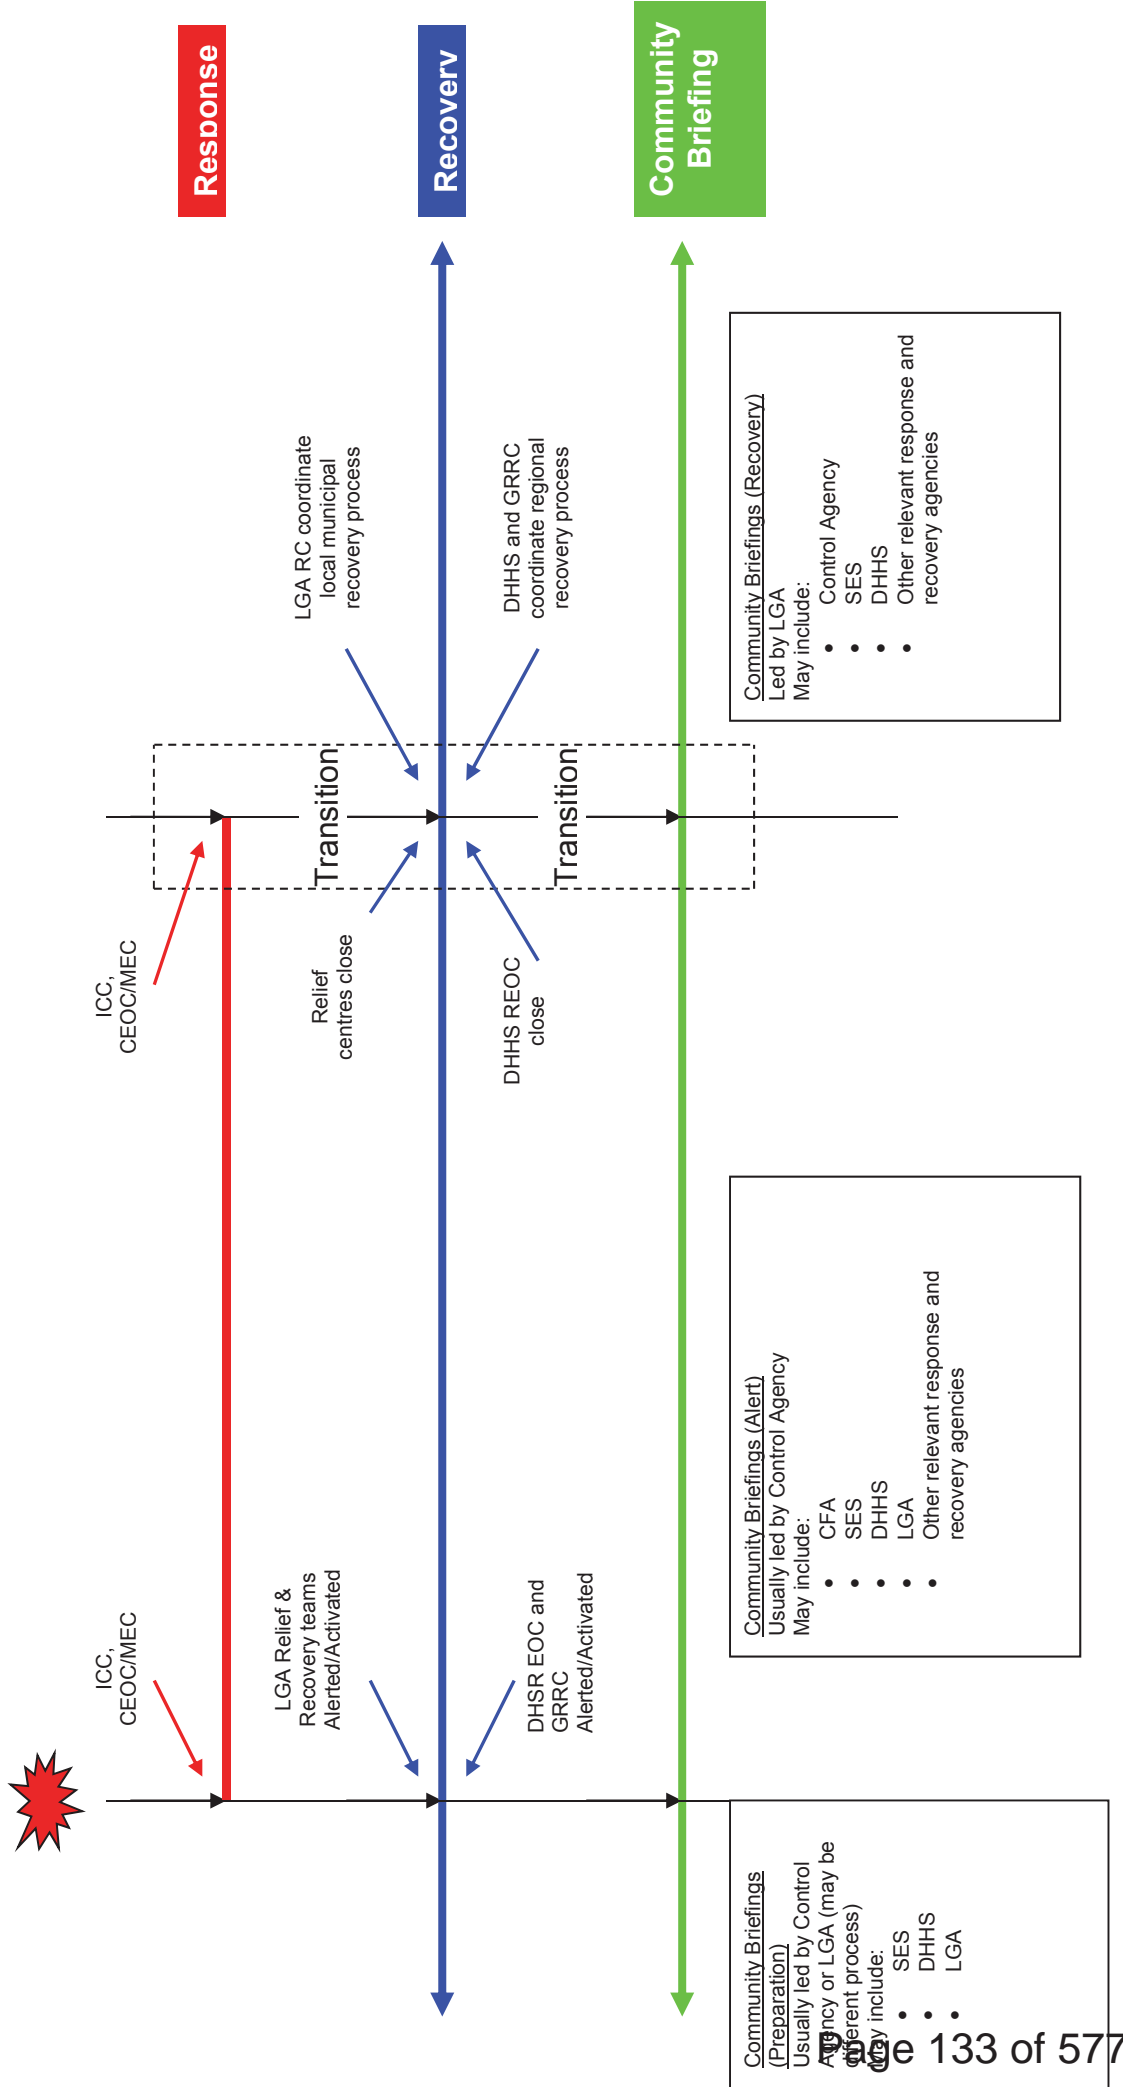 Response
Recovery
Community
Briefing
ICC,
CEOC/MEC
LGA Relief &
Recovery teams
Alerted/Activated
DHSR EOC and
GRRC
Alerted/Activated
ICC,
CEOC/MEC
Relief
centres close
DHHS REOC
close
Transition
Transition
LGA RC coordinate
local municipal
recovery process
DHHS and GRRC
coordinate regional
recovery process
Community Briefings
(Preparation)
Usually led by Control
Agency or LGA (may be
different process)
May include:
• SES
• DHHS
• LGA
Community Briefings (Alert)
Usually led by Control Agency
May include:
• CFA
• SES
• DHHS
• LGA
• Other relevant response and
recovery agencies
Community Briefings (Recovery)
Led by LGA
May include:
• Control Agency
• SES
• DHHS
• Other relevant response and
recovery agencies
Page 133 of 577